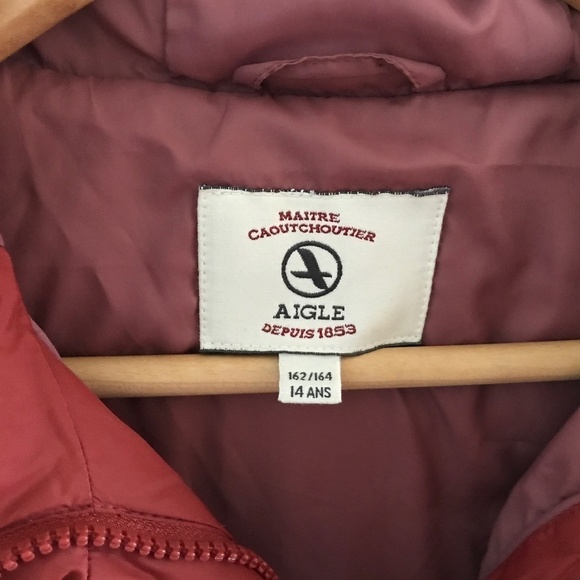 MAITRE
CAOUTCHOUTIER
AIGLE
DEPUIS 1853
162/164
14 ANS